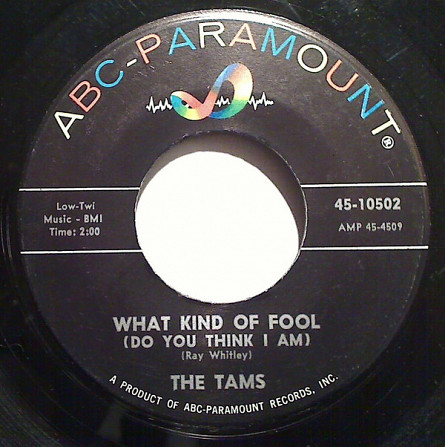 ABC-PARAMOUNT®
Low-Twi
Music - BMI
Time: 2:00
45-10502
AMP 45-4509
WHAT KIND OF FOOL
(DO YOU THINK I AM)
(Ray Whitley)
THE TAMS
A PRODUCT OF ABC-PARAMOUNT RECORDS, INC.